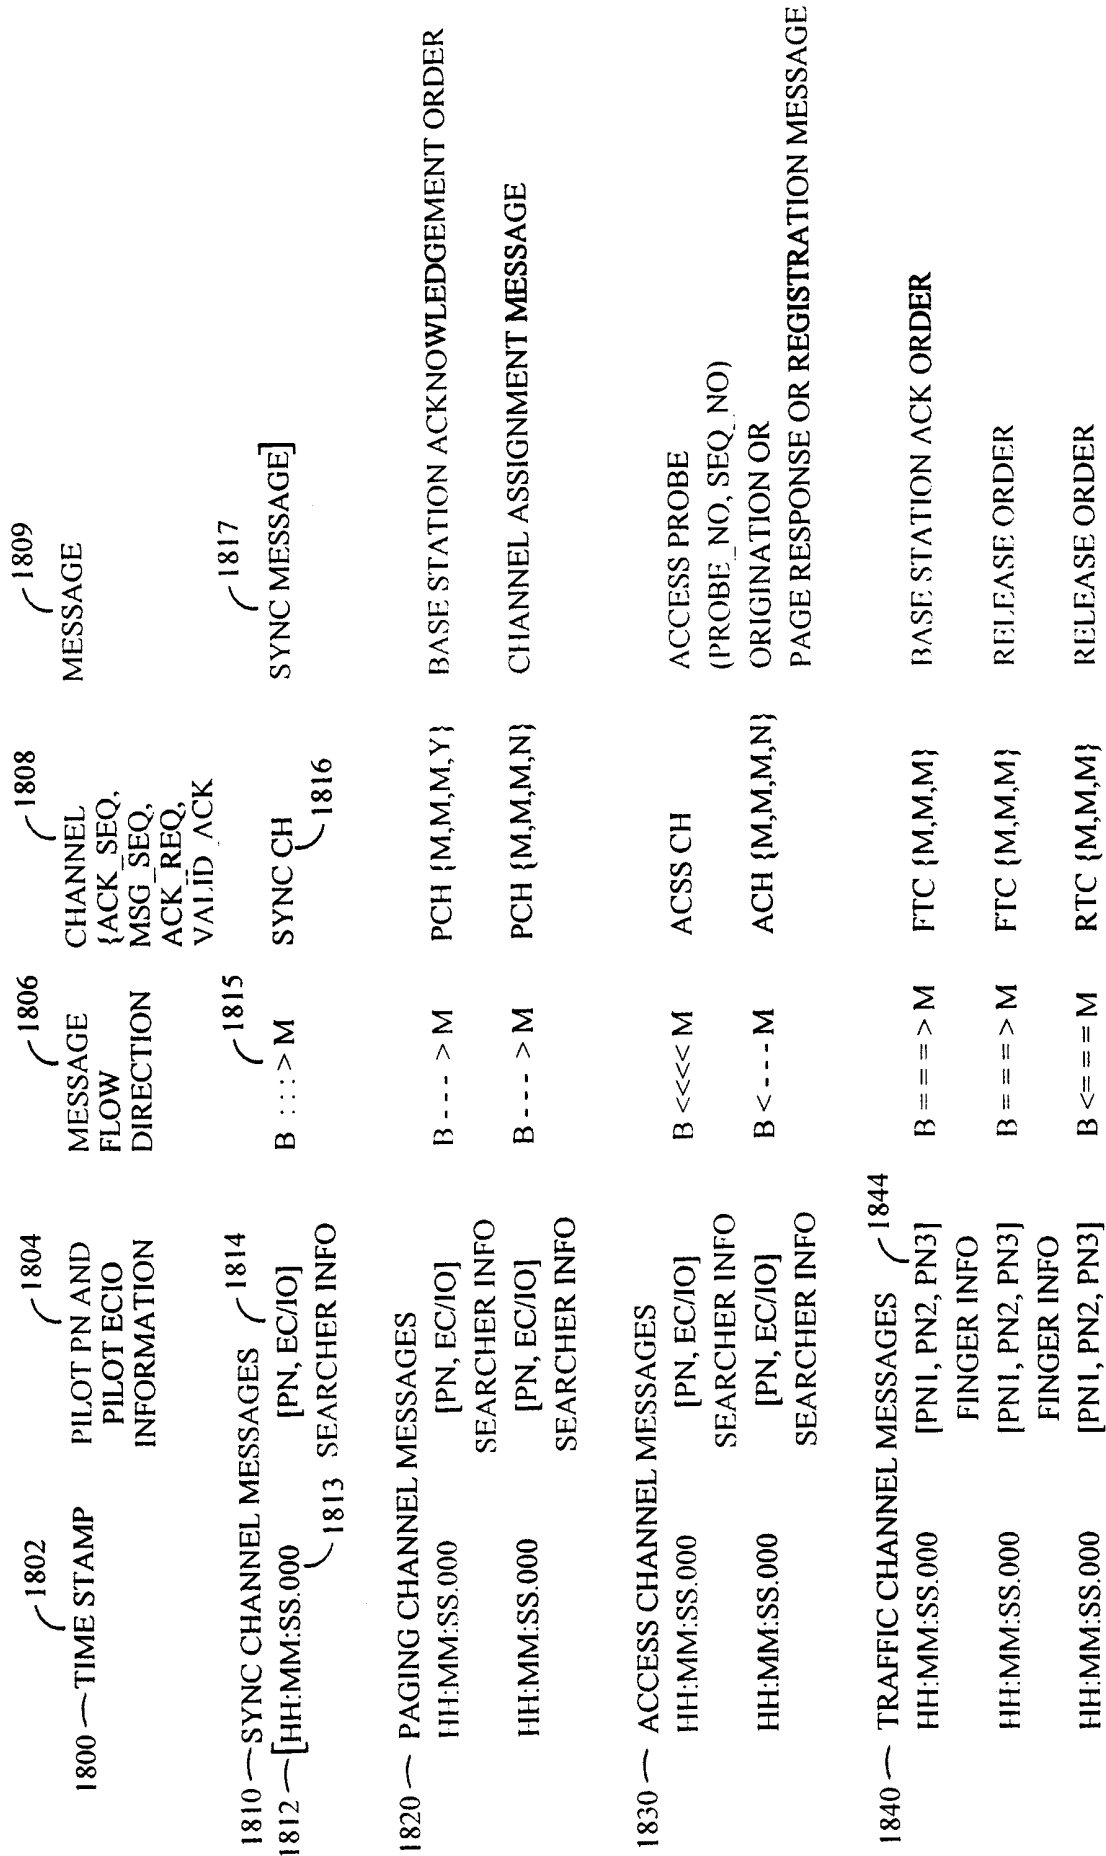 1802 1804 1806 1808 1809
1800 TIME STAMP PILOT PN AND MESSAGE CHANNEL MESSAGE
PILOT ECIO FLOW {ACK_SEQ,
INFORMATION DIRECTION MSG_SEQ,
ACK_REQ,
VALID_ACK
1810 SYNC CHANNEL MESSAGES 1814 1815 1817
1812 [HH:MM:SS.000 [PN, EC/IO] B : : : > M SYNC CH SYNC MESSAGE]
1813 SEARCHER INFO 1816
1820 PAGING CHANNEL MESSAGES
HH:MM:SS.000 [PN, EC/IO] B - - - > M PCH {M,M,M,Y} BASE STATION ACKNOWLEDGEMENT ORDER
SEARCHER INFO
HH:MM:SS.000 [PN, EC/IO] B - - - > M PCH {M,M,M,N} CHANNEL ASSIGNMENT MESSAGE
SEARCHER INFO
1830 ACCESS CHANNEL MESSAGES
HH:MM:SS.000 [PN, EC/IO] B <<<< M ACSS CH ACCESS PROBE
SEARCHER INFO (PROBE_NO, SEQ_NO)
HH:MM:SS.000 [PN, EC/IO] B < - - - M ACH {M,M,M,N} ORIGINATION OR
SEARCHER INFO PAGE RESPONSE OR REGISTRATION MESSAGE
1840 TRAFFIC CHANNEL MESSAGES 1844
HH:MM:SS.000 [PN1, PN2, PN3] B = = = > M FTC {M,M,M} BASE STATION ACK ORDER
FINGER INFO
HH:MM:SS.000 [PN1, PN2, PN3] B = = = > M FTC {M,M,M} RELEASE ORDER
FINGER INFO
HH:MM:SS.000 [PN1, PN2, PN3] B < = = = M RTC {M,M,M} RELEASE ORDER